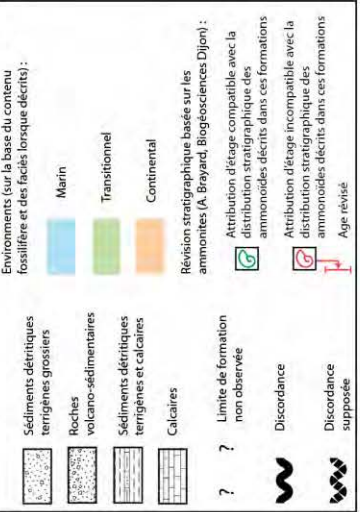 Sédiments détritiques
terrigènes grossiers
Roches
volcano-sédimentaires
Sédiments détritiques
terrigènes et calcaires
Calcaires
? ?
Limite de formation
non observée
Discordance
Discordance
supposée
Environments (sur la base du contenu
fossilifère et des faciès lorsque décrits) :
Marin
Transitionnel
Continental
Révision stratigraphique basée sur les
ammonites (A. Brayard, Biogéosciences Dijon) :
Attribution d'étage compatible avec la
distribution stratigraphique des
ammonoïdes décrits dans ces formations
Attribution d'étage incompatible avec la
distribution stratigraphique des
ammonoïdes décrits dans ces formations
Age révisé